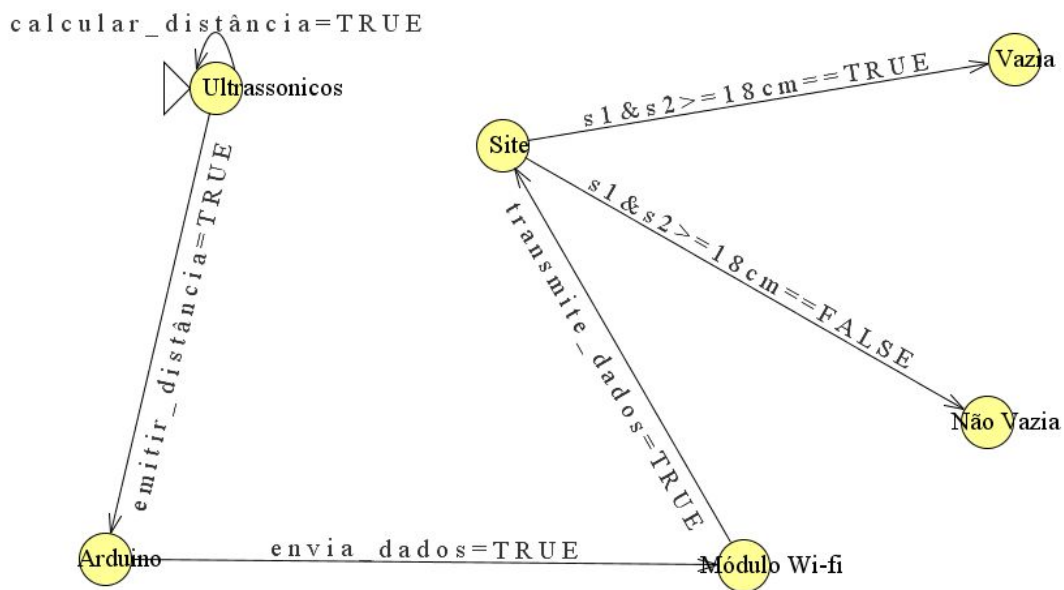 calcular_distância=TRUE
Ultrassonicos
Vazia
s1&s2>=18cm==TRUE
Site
s1&s2>=18cm==FALSE
emitir_distância=TRUE
transmite_dados=TRUE
Não Vazia
Arduino
envia_dados=TRUE
Módulo Wi-fi